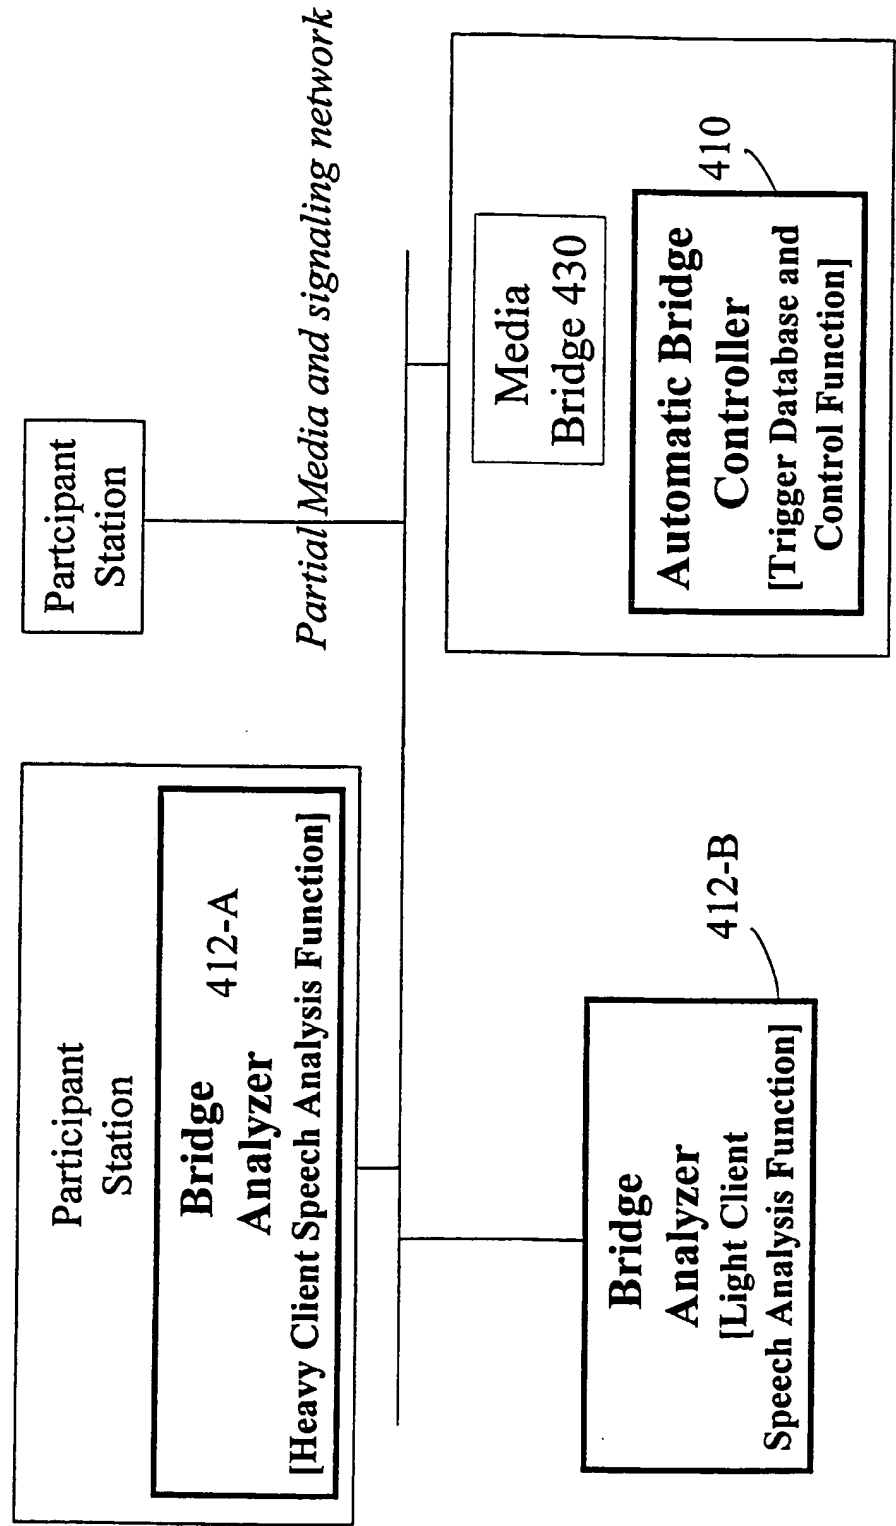 Participant
Station
Bridge
Analyzer
412-A
[Heavy Client Speech Analysis Function]
Partcipant
Station
Partial Media and signaling network
Bridge
Analyzer
[Light Client
Speech Analysis Function]
412-B
Media
Bridge 430
Automatic Bridge
Controller
[Trigger Database and
Control Function]
410